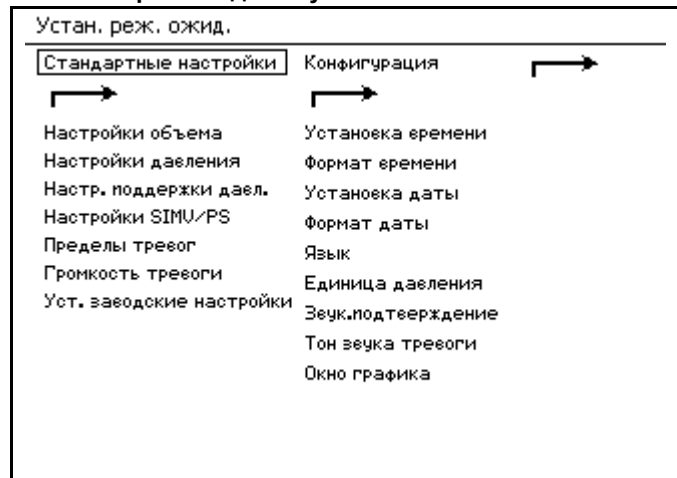 Устан. реж. ожид.
Стандартные настройки
Конфигурация
Настройки объема
Настройки давления
Настр. поддержки давл.
Настройки SIMV/PS
Пределы тревог
Громкость тревоги
Уст. заводские настройки
Установка времени
Формат времени
Установка даты
Формат даты
Язык
Единица давления
Звук.подтверждение
Тон звука тревоги
Окно графика